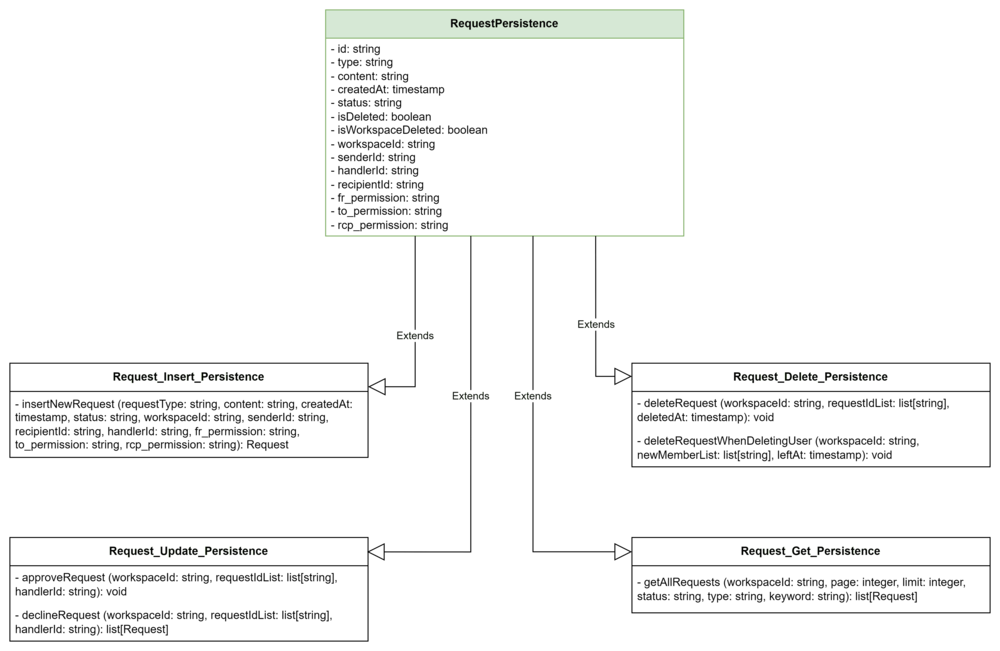 RequestPersistence
- id: string
- type: string
- content: string
- createdAt: timestamp
- status: string
- isDeleted: boolean
- isWorkspaceDeleted: boolean
- workspaceId: string
- senderId: string
- handlerId: string
- recipientId: string
- fr_permission: string
- to_permission: string
- rcp_permission: string
Extends
Extends
Extends
Extends
Request_Insert_Persistence
- insertNewRequest (requestType: string, content: string, createdAt:
timestamp, status: string, workspaceId: string, senderId: string,
recipientId: string, handlerId: string, fr_permission: string,
to_permission: string, rcp_permission: string): Request
Request_Delete_Persistence
- deleteRequest (workspaceId: string, requestIdList: list[string],
deletedAt: timestamp): void
- deleteRequestWhenDeletingUser (workspaceId: string,
newMemberList: list[string], leftAt: timestamp): void
Request_Update_Persistence
- approveRequest (workspaceId: string, requestIdList: list[string],
handlerId: string): void
- declineRequest (workspaceId: string, requestIdList: list[string],
handlerId: string): list[Request]
Request_Get_Persistence
- getAllRequests (workspaceId: string, page: integer, limit: integer,
status: string, type: string, keyword: string): list[Request]